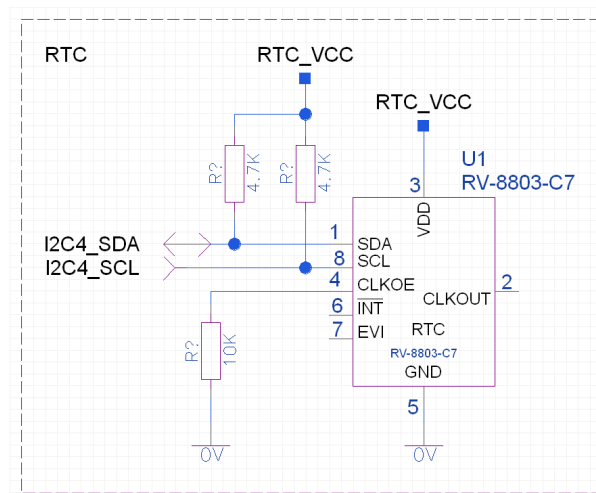 RTC
RTC_VCC
RTC_VCC
U1
RV-8803-C7
R?
4.7K
R?
4.7K
3
VDD
I2C4_SDA
1
SDA
I2C4_SCL
8
SCL
4
CLKOE
2
CLKOUT
6
INT
7
EVI
RTC
RV-8803-C7
GND
R?
10K
5
0V
0V